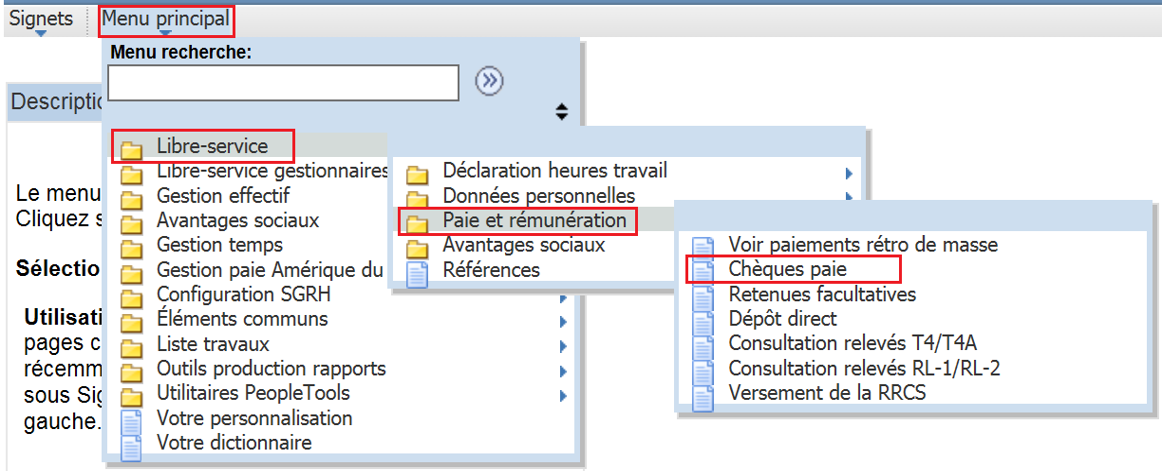 Signets
Menu principal
Menu recherche:
Descriptio
Libre-service
Libre-service gestionnaires
Gestion effectif
Avantages sociaux
Gestion temps
Gestion paie Amérique du
Configuration SGRH
Éléments communs
Liste travaux
Outils production rapports
Utilitaires PeopleTools
Votre personnalisation
Votre dictionnaire
Déclaration heures travail
Données personnelles
Paie et rémunération
Avantages sociaux
Références
Voir paiements rétro de masse
Chèques paie
Retenues facultatives
Dépôt direct
Consultation relevés T4/T4A
Consultation relevés RL-1/RL-2
Versement de la RRCS
Le menu
Cliquez s
Sélectio
Utilisati
pages c
récemm
sous Sig
gauche.